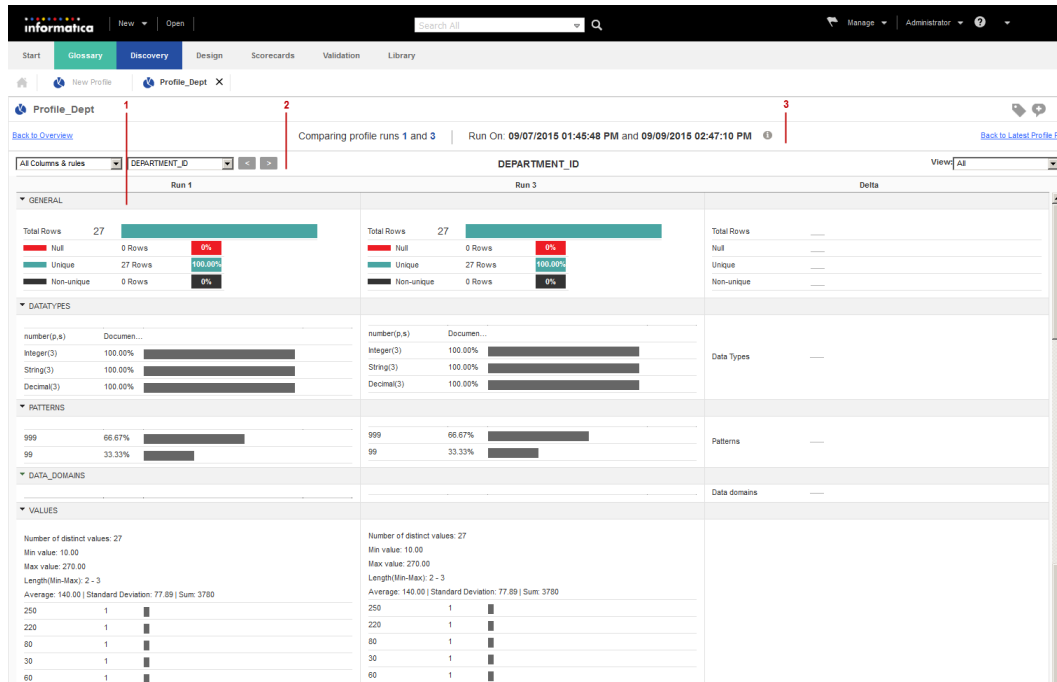 informatica New Open Search All Manage Administrator ?
Start Glossary Discovery Design Scorecards Validation Library
New Profile Profile_Dept X
Profile_Dept 1 2 3
Back to Overview Comparing profile runs 1 and 3 Run On: 09/07/2015 01:45:48 PM and 09/09/2015 02:47:10 PM Back to Latest Profile
All Columns & rules DEPARTMENT_ID < > DEPARTMENT_ID View: All
Run 1 Run 3 Delta
GENERAL
Total Rows 27 Total Rows 27 Total Rows
Null 0 Rows 0% Null 0 Rows 0% Null
Unique 27 Rows 100.00% Unique 27 Rows 100.00% Unique
Non-unique 0 Rows 0% Non-unique 0 Rows 0% Non-unique
DATATYPES
number(p,s) Documen... number(p,s) Documen...
Integer(3) 100.00% Integer(3) 100.00%
String(3) 100.00% String(3) 100.00% Data Types
Decimal(3) 100.00% Decimal(3) 100.00%
PATTERNS
999 66.67% 999 66.67% Patterns
99 33.33% 99 33.33%
DATA_DOMAINS
Data domains
VALUES
Number of distinct values: 27 Number of distinct values: 27
Min value: 10.00 Min value: 10.00
Max value: 270.00 Max value: 270.00
Length(Min-Max): 2 - 3 Length(Min-Max): 2 - 3
Average: 140.00 | Standard Deviation: 77.89 | Sum: 3780 Average: 140.00 | Standard Deviation: 77.89 | Sum: 3780
250 1 250 1
220 1 220 1
80 1 80 1
30 1 30 1
60 1 60 1